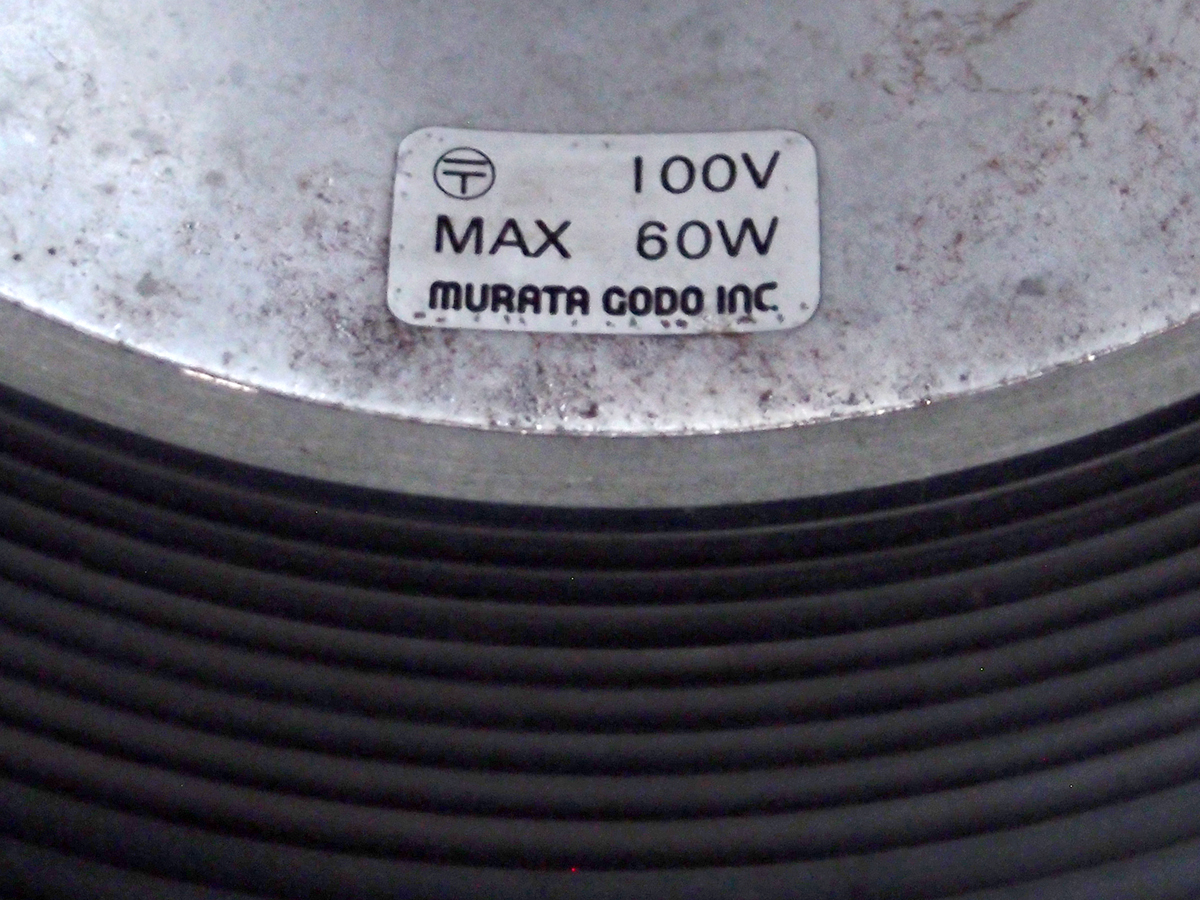 〶 100V
MAX 60W
MURATA GODO INC.